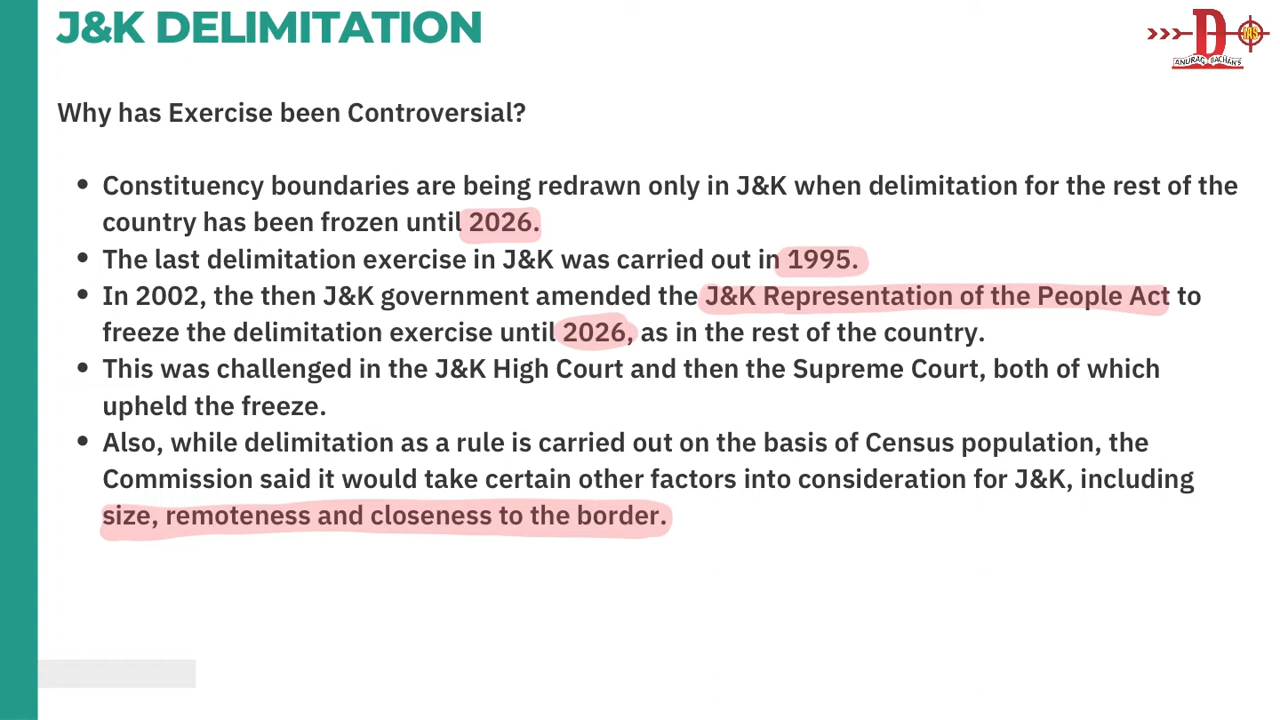 J&K DELIMITATION
D
IAS
ANURAG BACHAN'S
Why has Exercise been Controversial?
• Constituency boundaries are being redrawn only in J&K when delimitation for the rest of the
country has been frozen until 2026.
• The last delimitation exercise in J&K was carried out in 1995.
• In 2002, the then J&K government amended the J&K Representation of the People Act to
freeze the delimitation exercise until 2026, as in the rest of the country.
• This was challenged in the J&K High Court and then the Supreme Court, both of which
upheld the freeze.
• Also, while delimitation as a rule is carried out on the basis of Census population, the
Commission said it would take certain other factors into consideration for J&K, including
size, remoteness and closeness to the border.